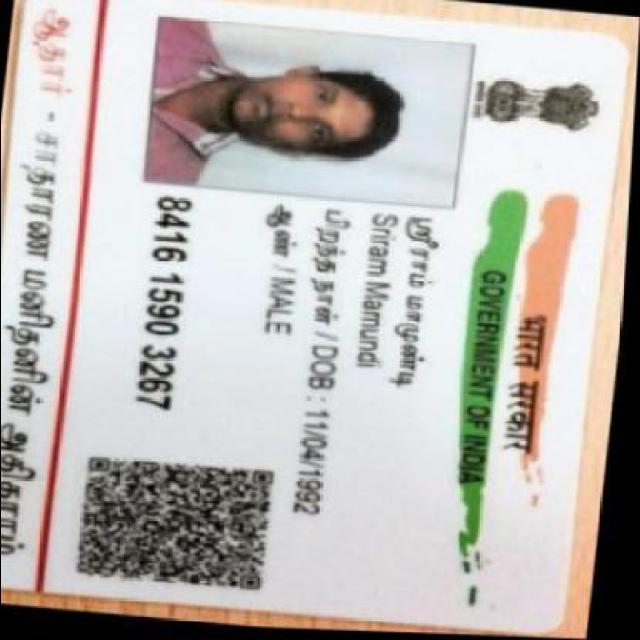 भारत सरकार
GOVERNMENT OF INDIA
ஸ்ரீராம் மாமுண்டி
Sriram Mamundi
பிறந்த நாள் / DOB : 11/04/1992
ஆண் / MALE
8416 1590 3267
ஆதார் - சாதாரண மனிதனின் அதிகாரம்